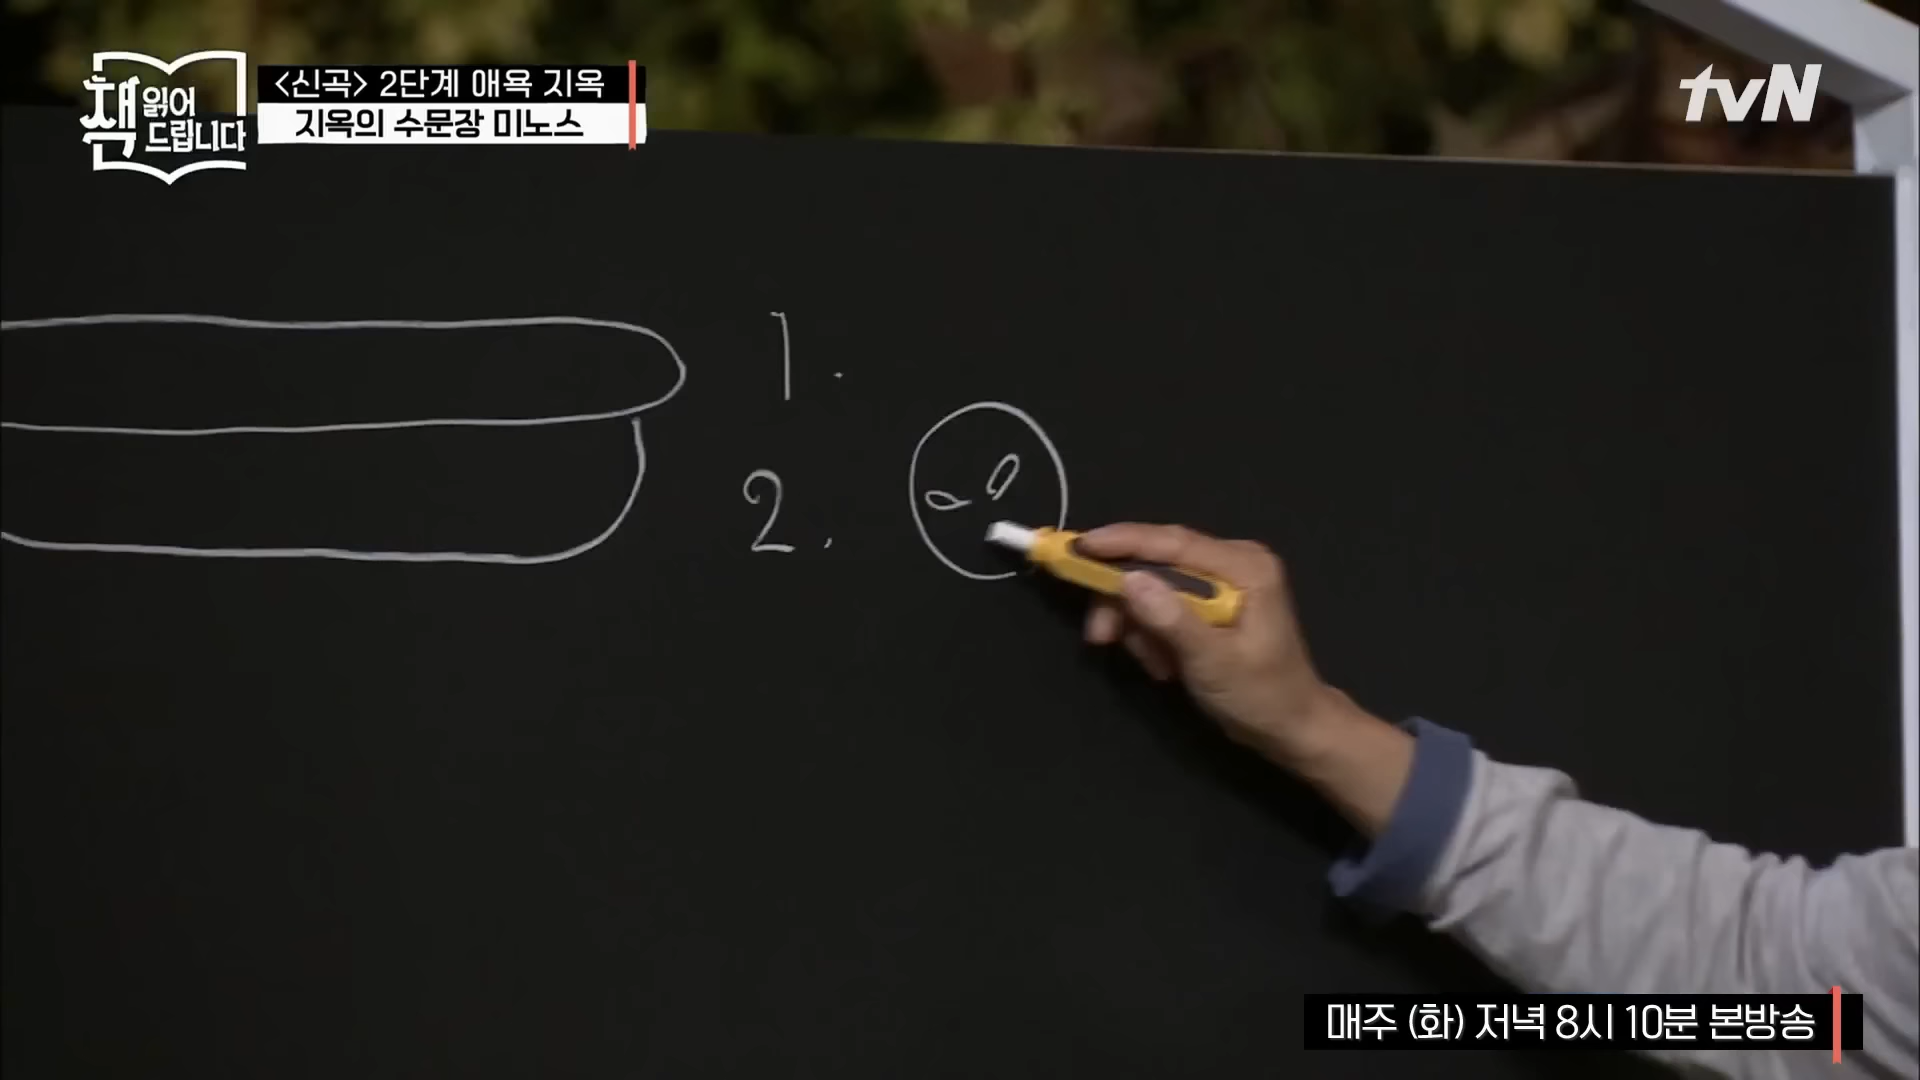 책 읽어
드립니다
<신곡> 2단계 애욕 지옥
지옥의 수문장 미노스
tvN
1.
2.
매주 (화) 저녁 8시 10분 본방송